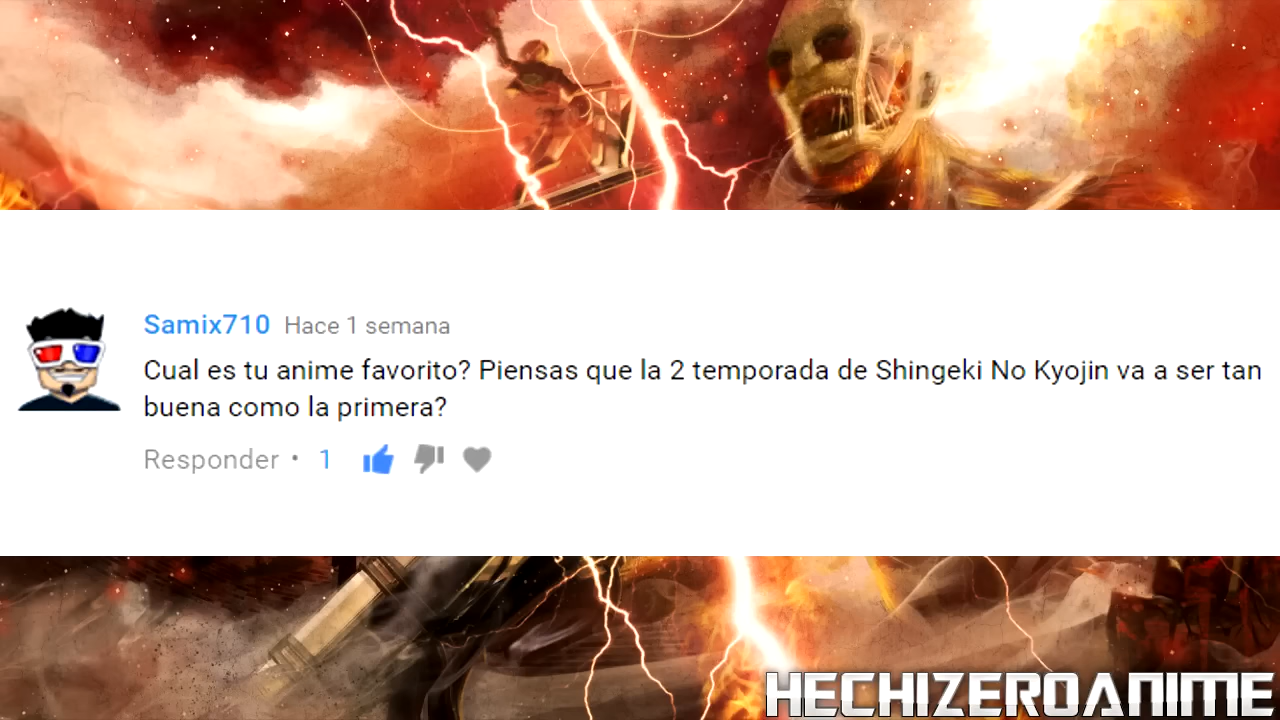 Samix710 Hace 1 semana
Cual es tu anime favorito? Piensas que la 2 temporada de Shingeki No Kyojin va a ser tan
buena como la primera?
Responder • 1
HECHIZEROANIME